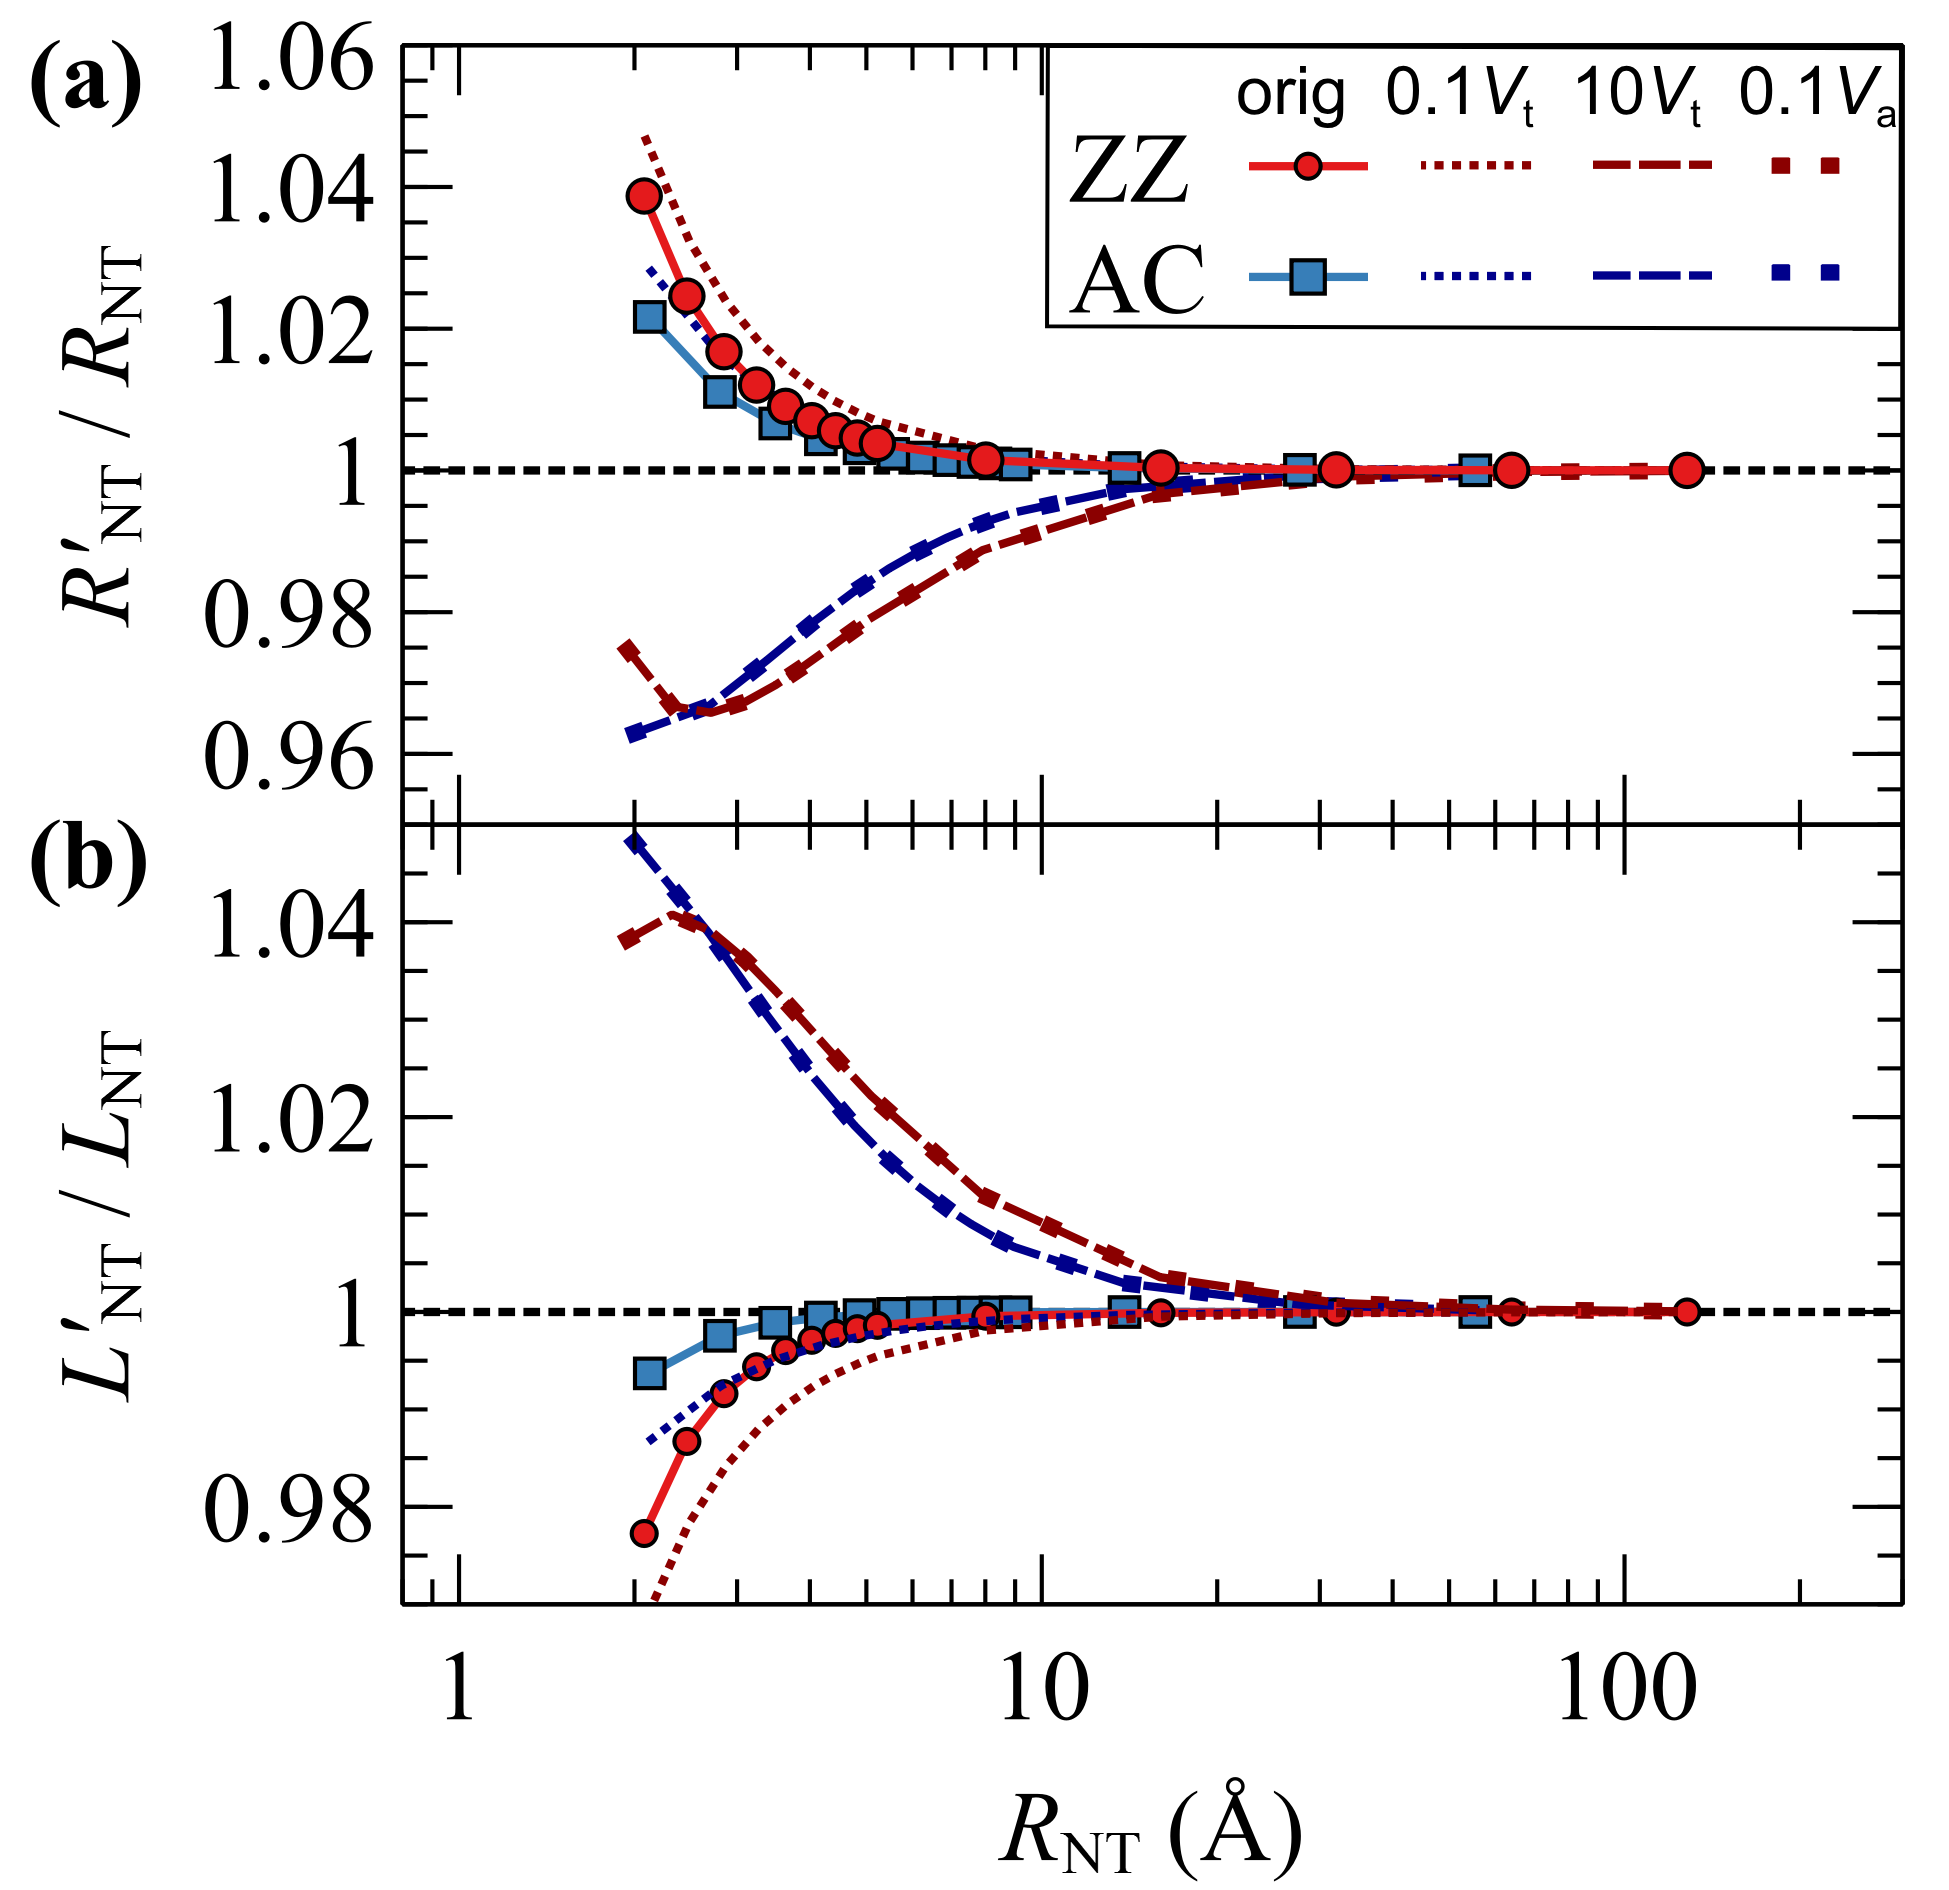 (a)
1.06
1.04
1.02
1
0.98
0.96
R′NT / RNT
orig 0.1Vt 10Vt 0.1Va
ZZ
AC
(b)
1.04
1.02
1
0.98
L′NT / LNT
1 10 100
RNT (Å)